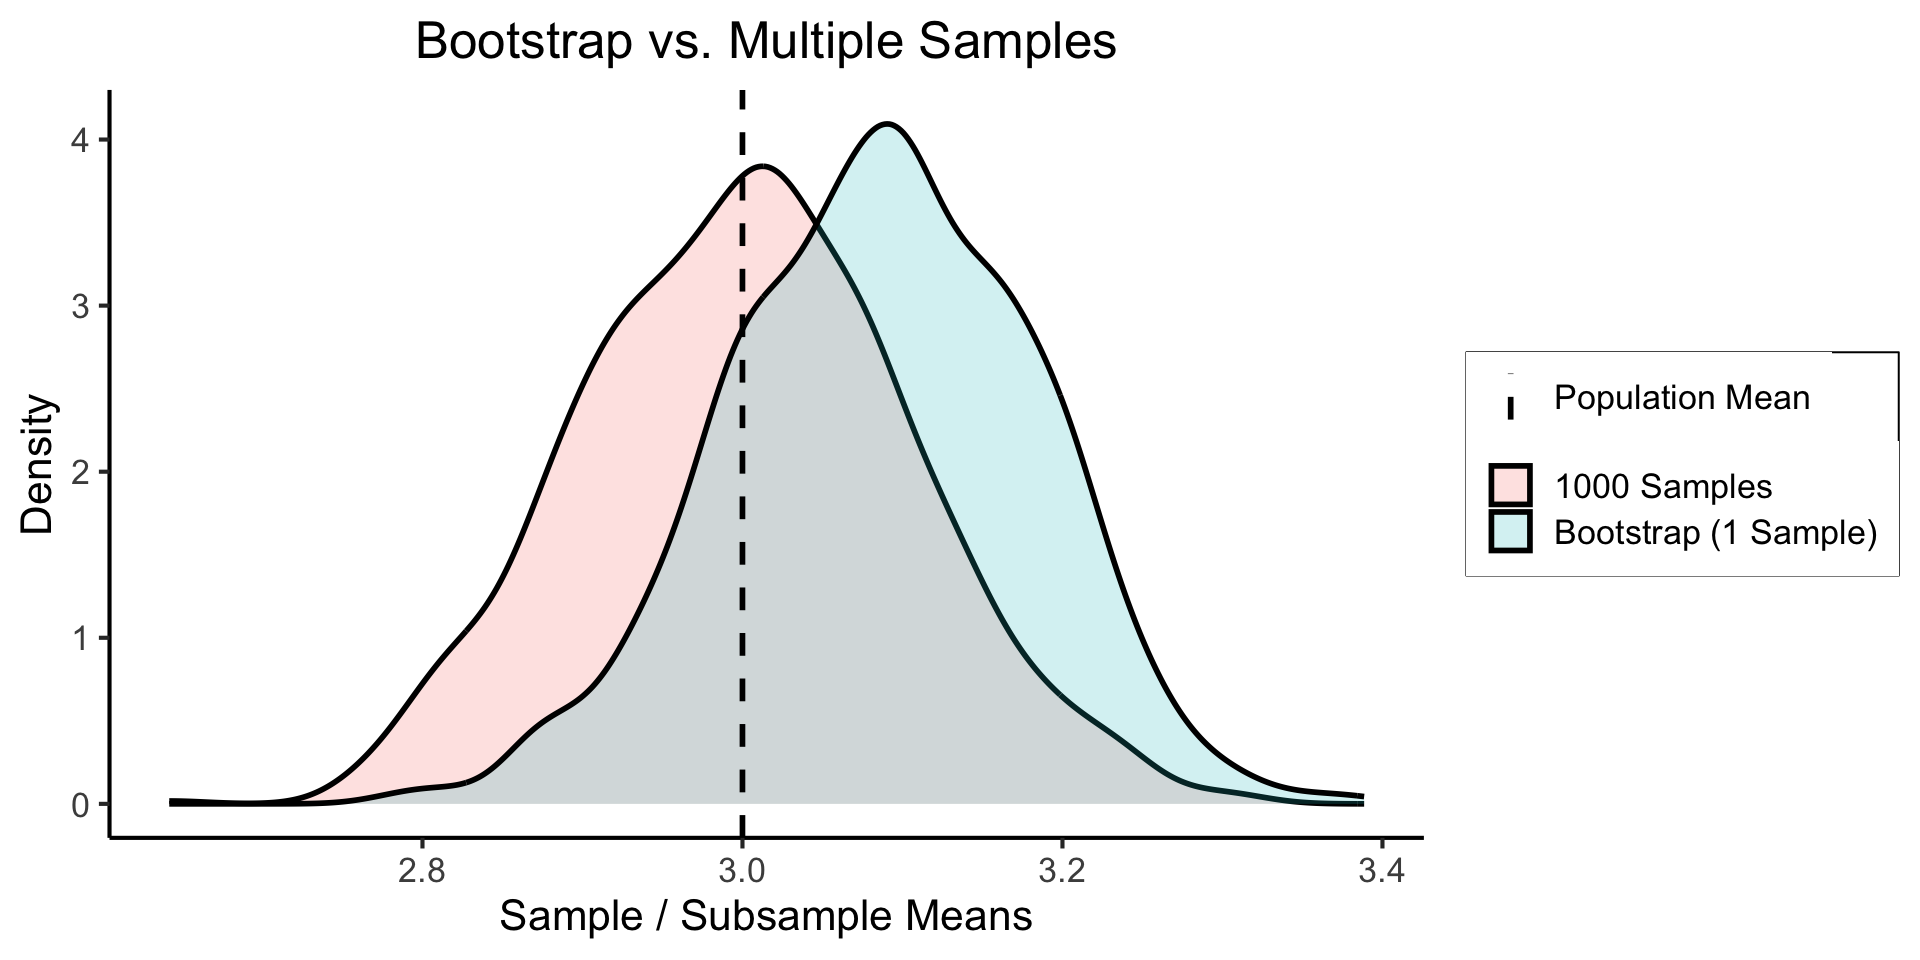 Bootstrap vs. Multiple Samples
4
3
2
1
0
Density
2.8 3.0 3.2 3.4
Sample / Subsample Means
Population Mean
1000 Samples
Bootstrap (1 Sample)